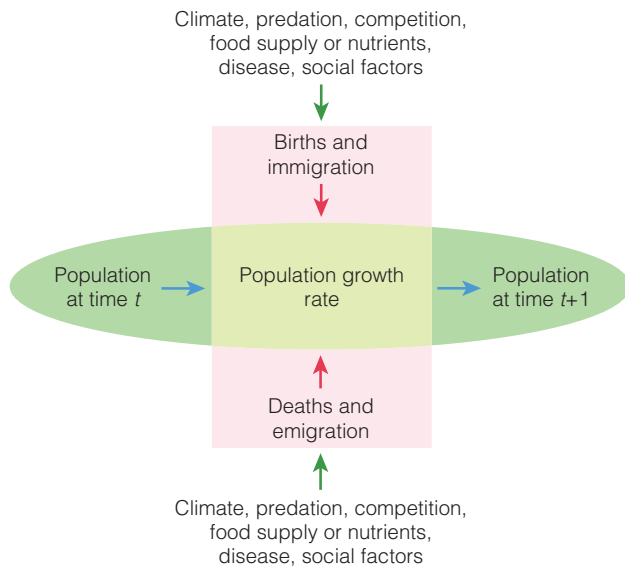 Climate, predation, competition,
food supply or nutrients,
disease, social factors
Births and
immigration
Population
at time t
Population growth
rate
Population
at time t+1
Deaths and
emigration
Climate, predation, competition,
food supply or nutrients,
disease, social factors